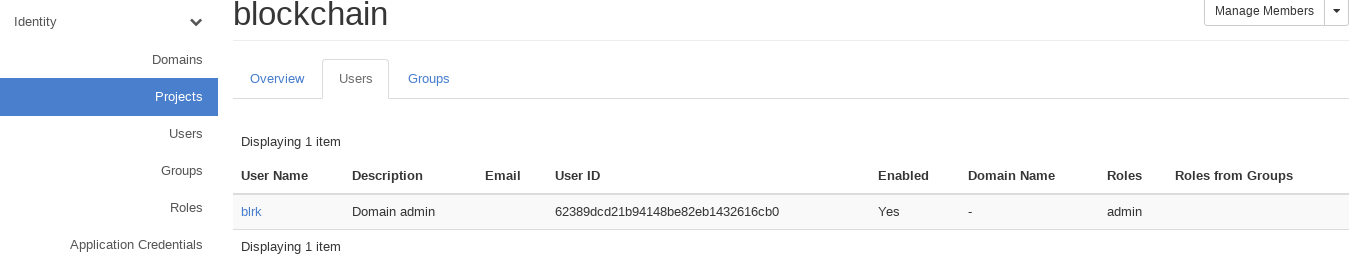 Identity
Domains
Projects
Users
Groups
Roles
Application Credentials
blockchain
Manage Members
Overview Users Groups
Displaying 1 item
User Name Description Email User ID Enabled Domain Name Roles Roles from Groups
blrk Domain admin 62389dcd21b94148be82eb1432616cb0 Yes - admin
Displaying 1 item